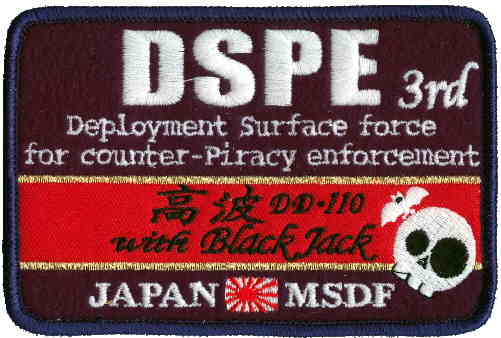 DSPE 3rd
Deployment Surface force
for counter-Piracy enforcement
高波 DD-110
with Black Jack
JAPAN MSDF